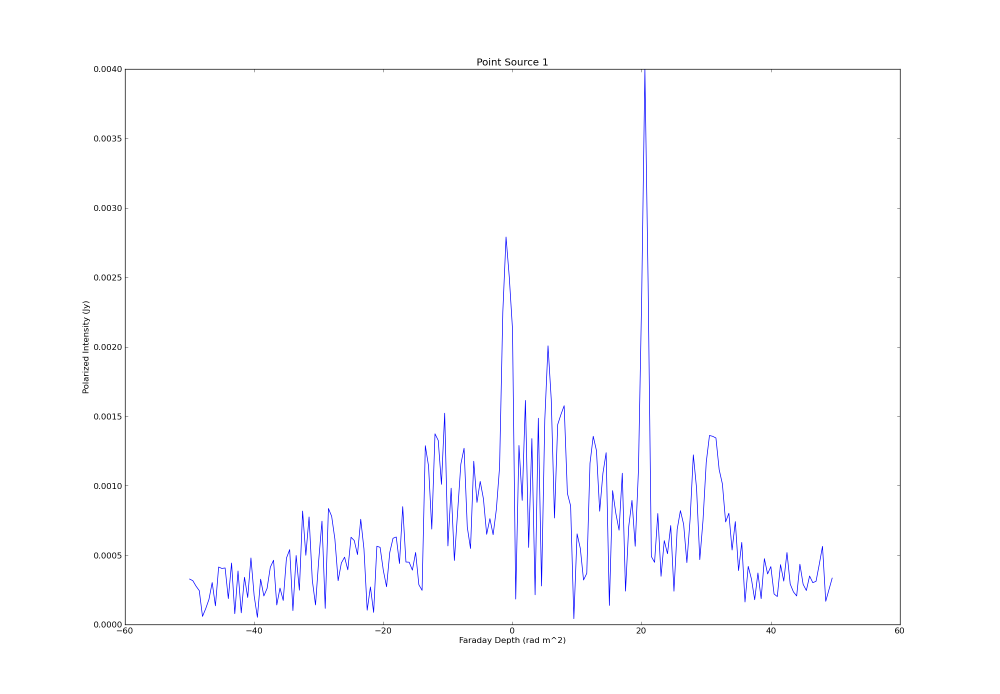 Point Source 1
0.0040
0.0035
0.0030
0.0025
0.0020
0.0015
0.0010
0.0005
0.0000
Polarized Intensity (Jy)
−60 −40 −20 0 20 40 60
Faraday Depth (rad m^2)